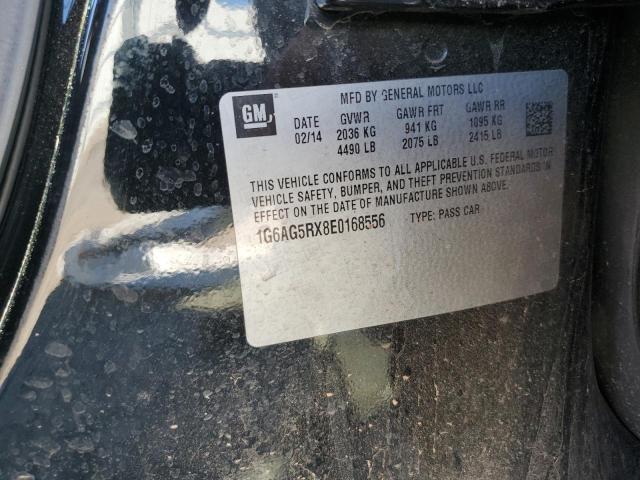 MFD BY GENERAL MOTORS LLC
GM
DATE GVWR GAWR FRT GAWR RR
02/14 2036 KG 941 KG 1095 KG
4490 LB 2075 LB 2415 LB
THIS VEHICLE CONFORMS TO ALL APPLICABLE U.S. FEDERAL MOTOR
VEHICLE SAFETY, BUMPER, AND THEFT PREVENTION STANDARDS IN
EFFECT ON THE DATE OF MANUFACTURE SHOWN ABOVE.
1G6AG5RX8E0168556 TYPE: PASS CAR